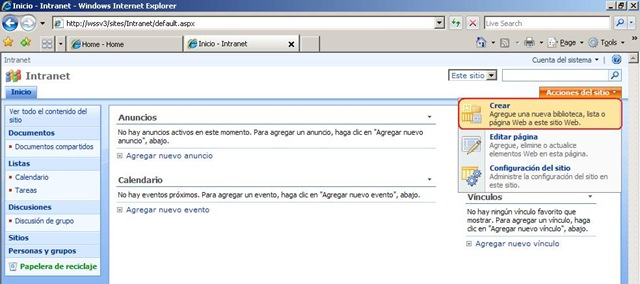 Inicio - Intranet - Windows Internet Explorer
http://wssv3/sites/Intranet/default.aspx
Live Search
Home - Home
Inicio - Intranet
Page
Tools
Intranet
Cuenta del sistema
Intranet
Este sitio
Inicio
Acciones del sitio
Crear
Agregue una nueva biblioteca, lista o
página Web a este sitio Web.
Editar página
Agregue, elimine o actualice
elementos Web en esta página.
Configuración del sitio
Administre la configuración del sitio en
este sitio.
Ver todo el contenido del
sitio
Documentos
Documentos compartidos
Listas
Calendario
Tareas
Discusiones
Discusión de grupo
Sitios
Personas y grupos
Papelera de reciclaje
Anuncios
No hay anuncios activos en este momento. Para agregar un anuncio, haga clic en "Agregar
nuevo anuncio", abajo.
Agregar nuevo anuncio
Calendario
No hay eventos próximos. Para agregar un evento, haga clic en "Agregar nuevo evento", abajo.
Agregar nuevo evento
Vínculos
No hay ningún vínculo favorito que
mostrar. Para agregar un vínculo,
haga clic en "Agregar nuevo
vínculo", abajo.
Agregar nuevo vínculo